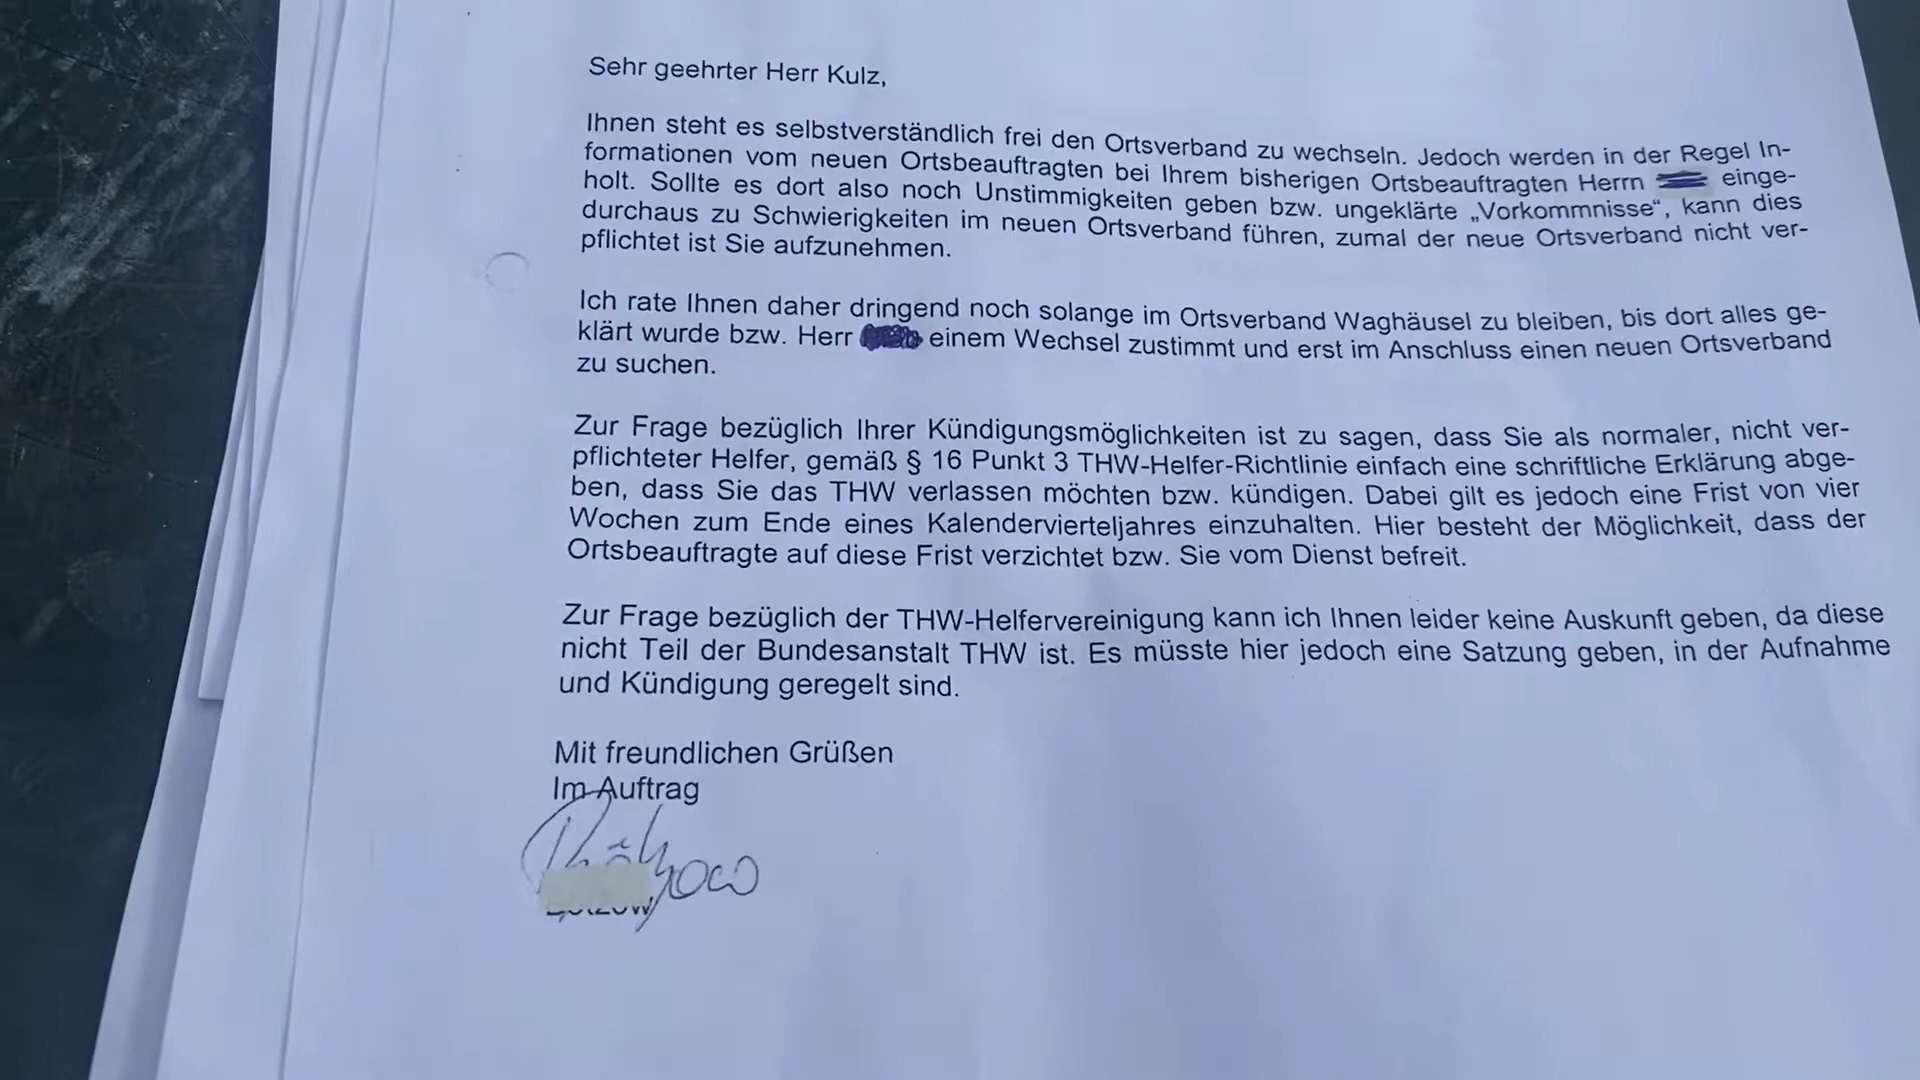 Sehr geehrter Herr Kulz,
Ihnen steht es selbstverständlich frei den Ortsverband zu wechseln. Jedoch werden in der Regel In-
formationen vom neuen Ortsbeauftragten bei Ihrem bisherigen Ortsbeauftragten Herrn einge-
holt. Sollte es dort also noch Unstimmigkeiten geben bzw. ungeklärte „Vorkommnisse“, kann dies
durchaus zu Schwierigkeiten im neuen Ortsverband führen, zumal der neue Ortsverband nicht ver-
pflichtet ist Sie aufzunehmen.
Ich rate Ihnen daher dringend noch solange im Ortsverband Waghäusel zu bleiben, bis dort alles ge-
klärt wurde bzw. Herr einem Wechsel zustimmt und erst im Anschluss einen neuen Ortsverband
zu suchen.
Zur Frage bezüglich Ihrer Kündigungsmöglichkeiten ist zu sagen, dass Sie als normaler, nicht ver-
pflichteter Helfer, gemäß § 16 Punkt 3 THW-Helfer-Richtlinie einfach eine schriftliche Erklärung abge-
ben, dass Sie das THW verlassen möchten bzw. kündigen. Dabei gilt es jedoch eine Frist von vier
Wochen zum Ende eines Kalendervierteljahres einzuhalten. Hier besteht der Möglichkeit, dass der
Ortsbeauftragte auf diese Frist verzichtet bzw. Sie vom Dienst befreit.
Zur Frage bezüglich der THW-Helfervereinigung kann ich Ihnen leider keine Auskunft geben, da diese
nicht Teil der Bundesanstalt THW ist. Es müsste hier jedoch eine Satzung geben, in der Aufnahme
und Kündigung geregelt sind.
Mit freundlichen Grüßen
Im Auftrag